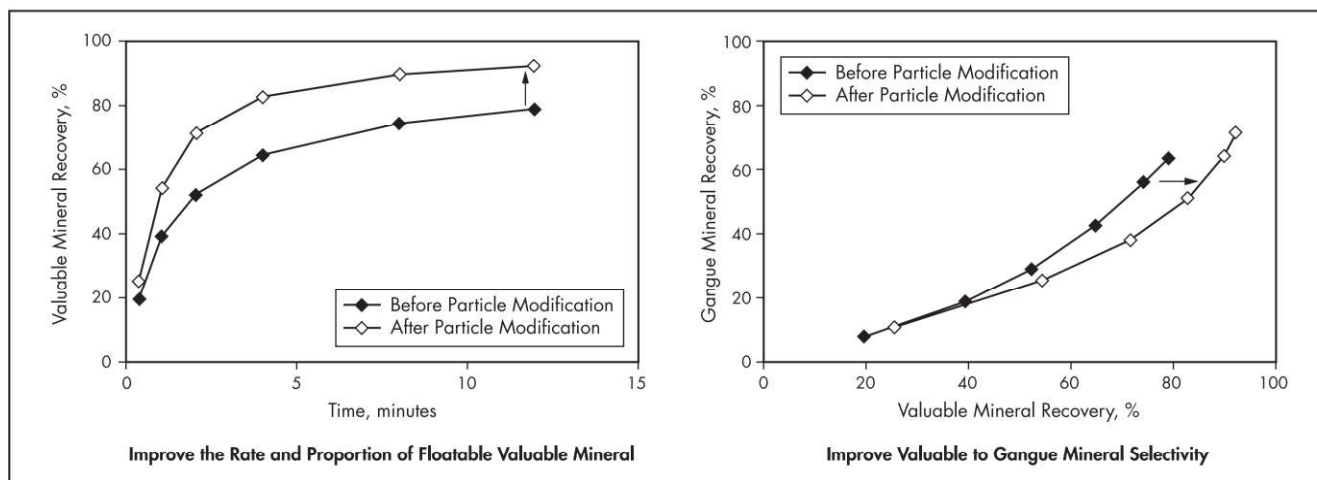 100
80
60
40
20
0
Valuable Mineral Recovery, %
Before Particle Modification
After Particle Modification
0
5
10
15
Time, minutes
Improve the Rate and Proportion of Floatable Valuable Mineral
100
80
60
40
20
0
Gangue Mineral Recovery, %
Before Particle Modification
After Particle Modification
0
20
40
60
80
100
Valuable Mineral Recovery, %
Improve Valuable to Gangue Mineral Selectivity